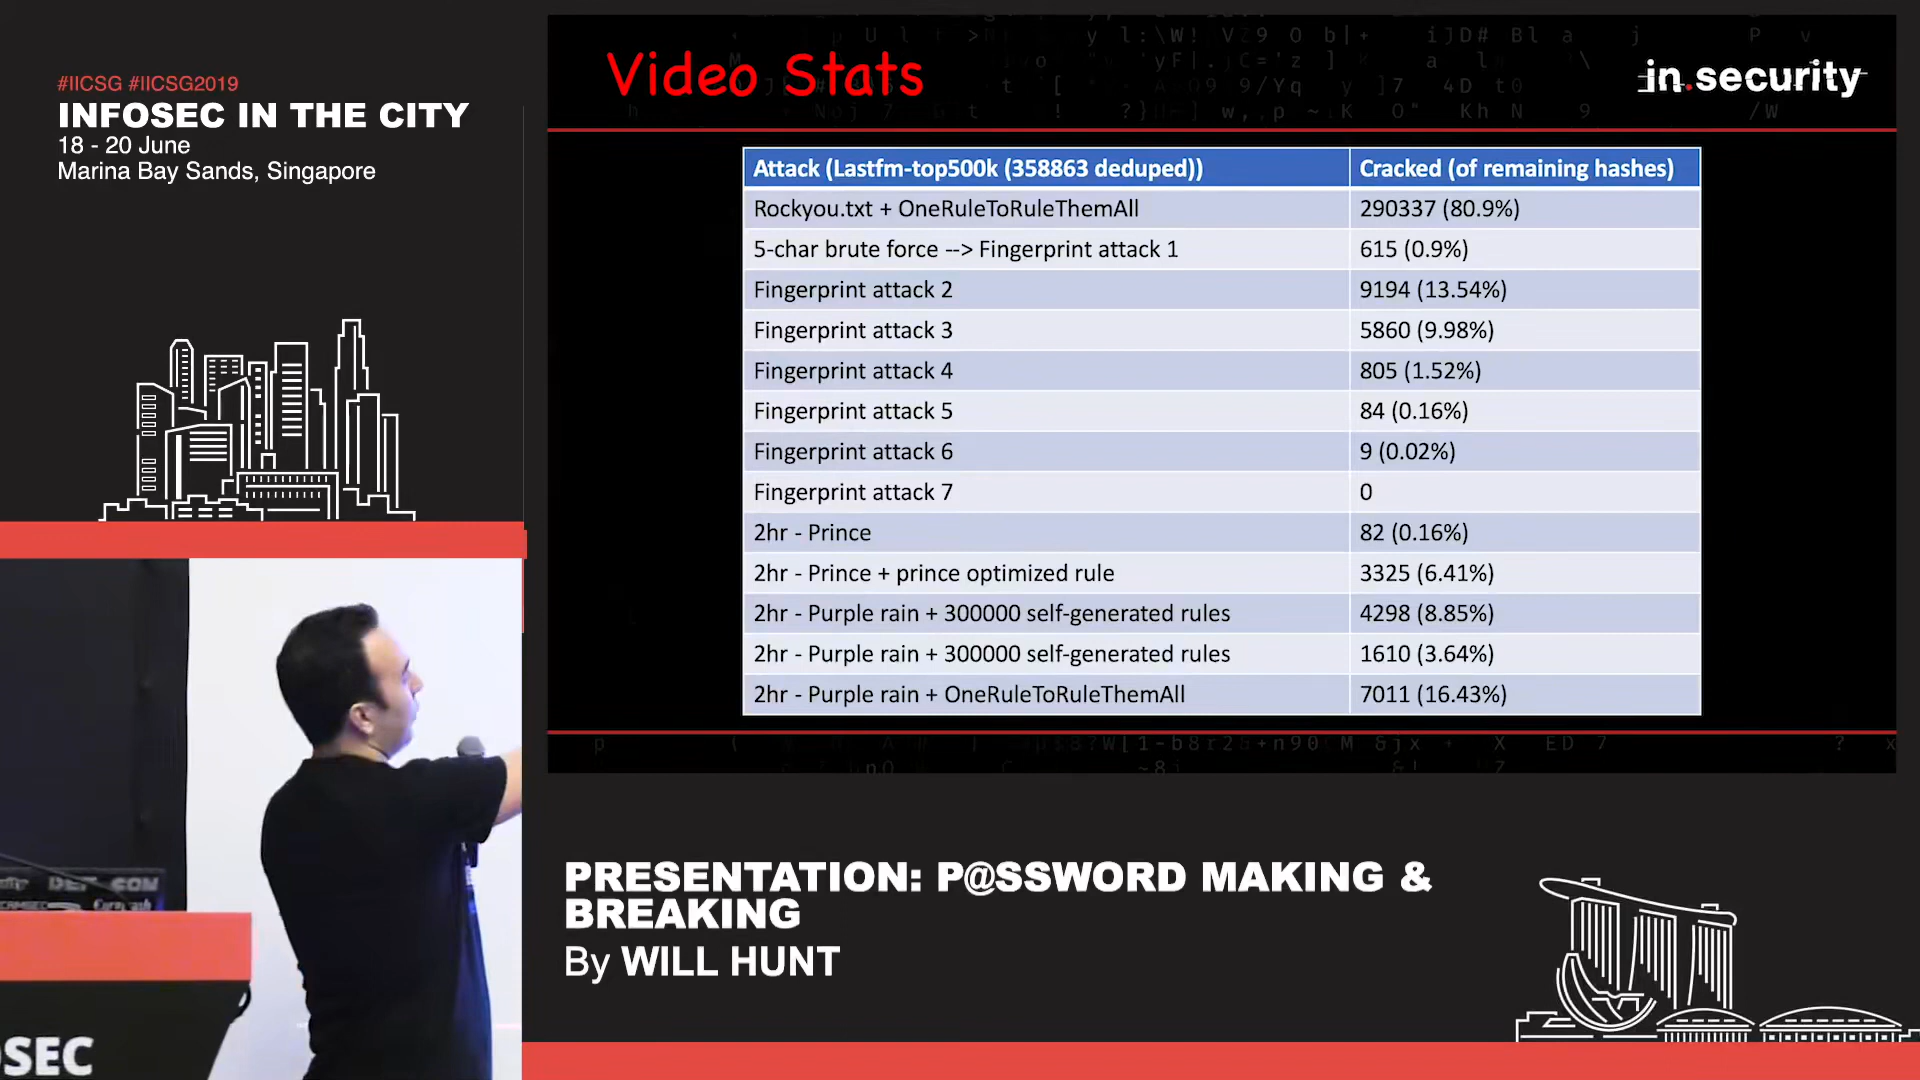 #IICSG #IICSG2019
INFOSEC IN THE CITY
18 - 20 June
Marina Bay Sands, Singapore
Video Stats
in.security
Attack (Lastfm-top500k (358863 deduped)) Cracked (of remaining hashes)
Rockyou.txt + OneRuleToRuleThemAll 290337 (80.9%)
5-char brute force --> Fingerprint attack 1 615 (0.9%)
Fingerprint attack 2 9194 (13.54%)
Fingerprint attack 3 5860 (9.98%)
Fingerprint attack 4 805 (1.52%)
Fingerprint attack 5 84 (0.16%)
Fingerprint attack 6 9 (0.02%)
Fingerprint attack 7 0
2hr - Prince 82 (0.16%)
2hr - Prince + prince optimized rule 3325 (6.41%)
2hr - Purple rain + 300000 self-generated rules 4298 (8.85%)
2hr - Purple rain + 300000 self-generated rules 1610 (3.64%)
2hr - Purple rain + OneRuleToRuleThemAll 7011 (16.43%)
DEF CON
OSEC
PRESENTATION: P@SSWORD MAKING &
BREAKING
By WILL HUNT